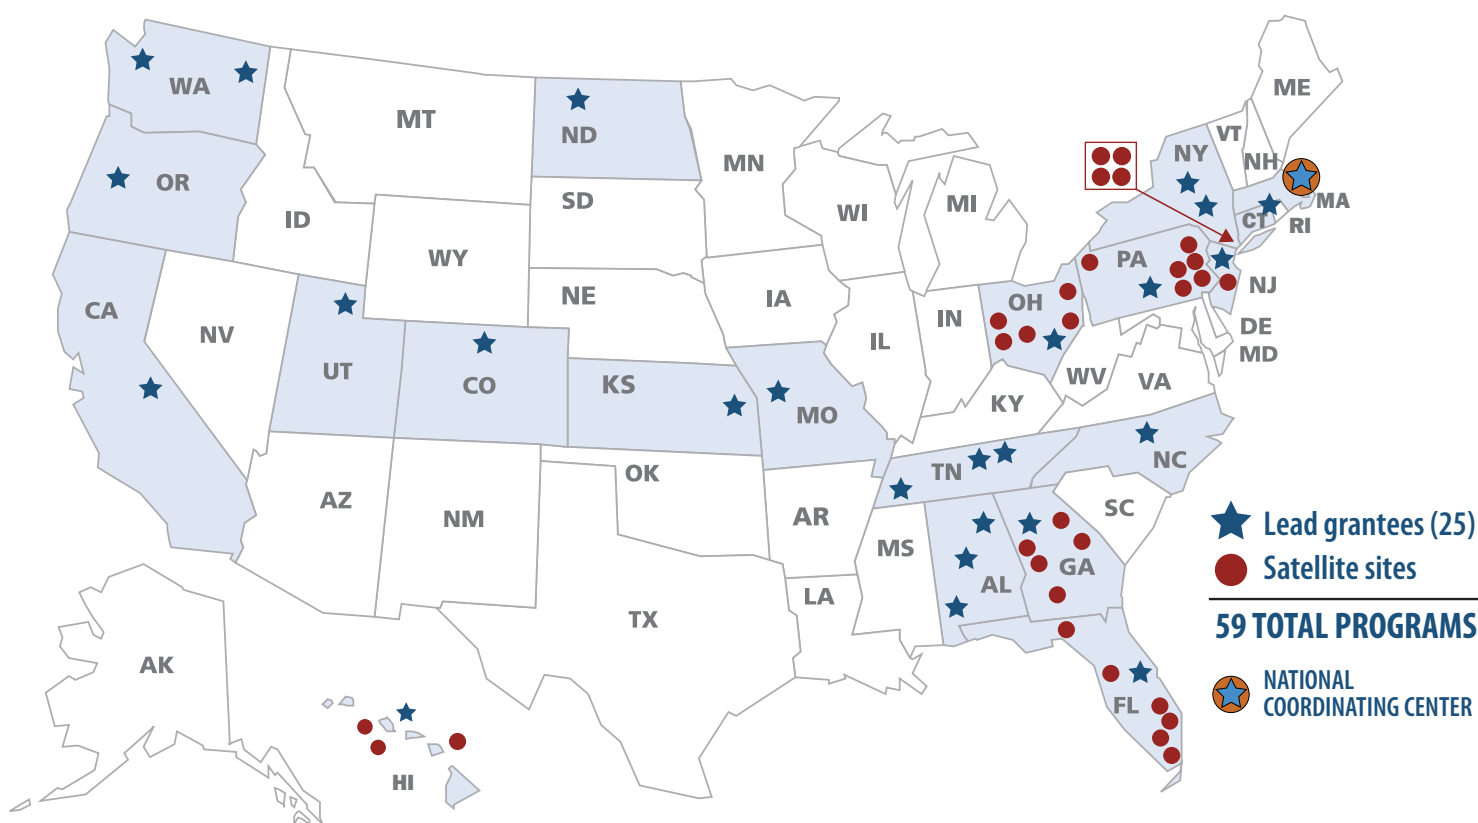 WA
MT
ND
MN
OR
ID
SD
WY
WI
MI
NY
VT
NH
ME
MA
CT
RI
CA
NV
UT
CO
NE
KS
IA
MO
IL
IN
OH
PA
NJ
DE
MD
WV
VA
KY
TN
NC
SC
AZ
NM
OK
AR
MS
AL
GA
TX
LA
FL
AK
HI
Lead grantees (25)
Satellite sites
59 TOTAL PROGRAMS
NATIONAL
COORDINATING CENTER